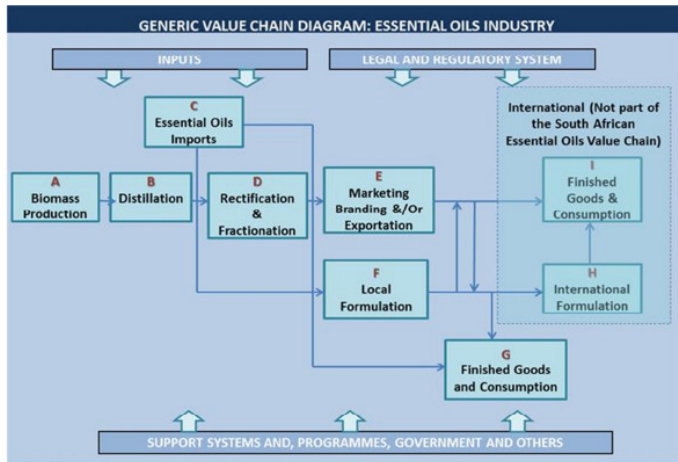 GENERIC VALUE CHAIN DIAGRAM: ESSENTIAL OILS INDUSTRY
INPUTS
LEGAL AND REGULATORY SYSTEM
C
Essential Oils
Imports
International (Not part of
the South African
Essential Oils Value Chain)
A
Biomass
Production
B
Distillation
D
Rectification
&
Fractionation
E
Marketing
Branding &/Or
Exportation
I
Finished
Goods &
Consumption
F
Local
Formulation
H
International
Formulation
G
Finished Goods
and Consumption
SUPPORT SYSTEMS AND, PROGRAMMES, GOVERNMENT AND OTHERS